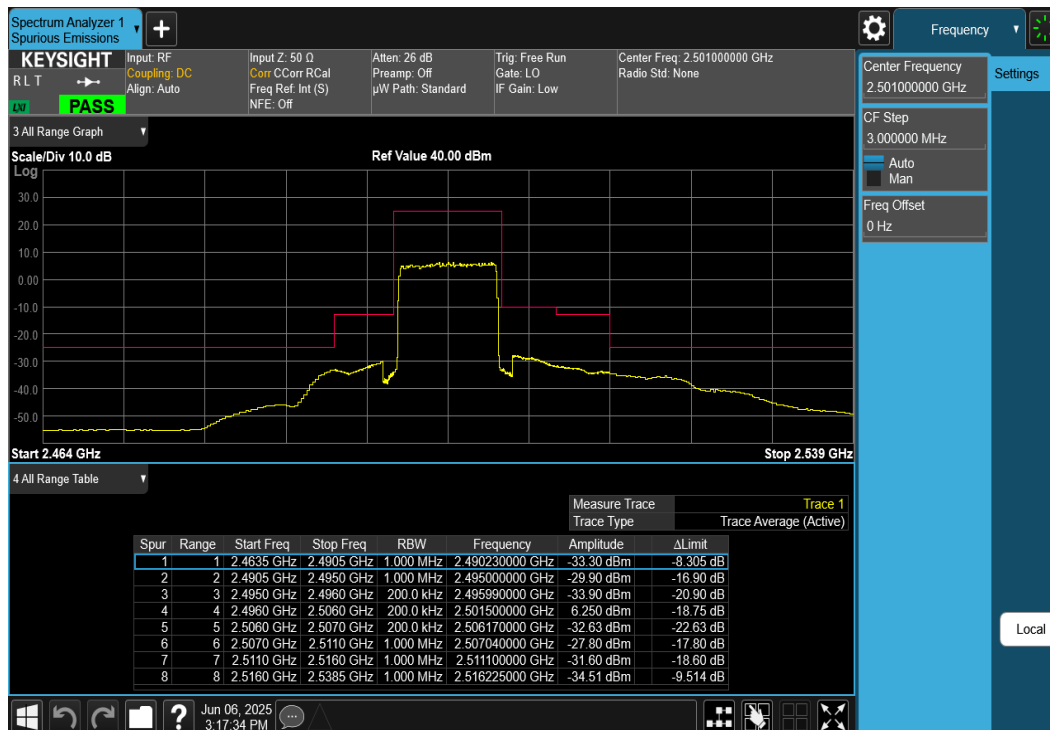 Spectrum Analyzer 1
Spurious Emissions
+
Frequency
KEYSIGHT
R L T
LXI
PASS
Input: RF
Coupling: DC
Align: Auto
Input Z: 50 Ω
Corr CCorr RCal
Freq Ref: Int (S)
NFE: Off
Atten: 26 dB
Preamp: Off
µW Path: Standard
Trig: Free Run
Gate: LO
IF Gain: Low
Center Freq: 2.501000000 GHz
Radio Std: None
Center Frequency
2.501000000 GHz
Settings
CF Step
3.000000 MHz
Auto
Man
Freq Offset
0 Hz
3 All Range Graph
Scale/Div 10.0 dB
Ref Value 40.00 dBm
Log
30.0
20.0
10.0
0.00
-10.0
-20.0
-30.0
-40.0
-50.0
Start 2.464 GHz
Stop 2.539 GHz
4 All Range Table
Measure Trace Trace 1
Trace Type Trace Average (Active)
Spur Range Start Freq Stop Freq RBW Frequency Amplitude ΔLimit
1 1 2.4635 GHz 2.4905 GHz 1.000 MHz 2.490230000 GHz -33.30 dBm -8.305 dB
2 2 2.4905 GHz 2.4950 GHz 1.000 MHz 2.495000000 GHz -29.90 dBm -16.90 dB
3 3 2.4950 GHz 2.4960 GHz 200.0 kHz 2.495990000 GHz -33.90 dBm -20.90 dB
4 4 2.4960 GHz 2.5060 GHz 200.0 kHz 2.501500000 GHz 6.250 dBm -18.75 dB
5 5 2.5060 GHz 2.5070 GHz 200.0 kHz 2.506170000 GHz -32.63 dBm -22.63 dB
6 6 2.5070 GHz 2.5110 GHz 1.000 MHz 2.507040000 GHz -27.80 dBm -17.80 dB
7 7 2.5110 GHz 2.5160 GHz 1.000 MHz 2.511100000 GHz -31.60 dBm -18.60 dB
8 8 2.5160 GHz 2.5385 GHz 1.000 MHz 2.516225000 GHz -34.51 dBm -9.514 dB
Local
?
Jun 06, 2025
3:17:34 PM